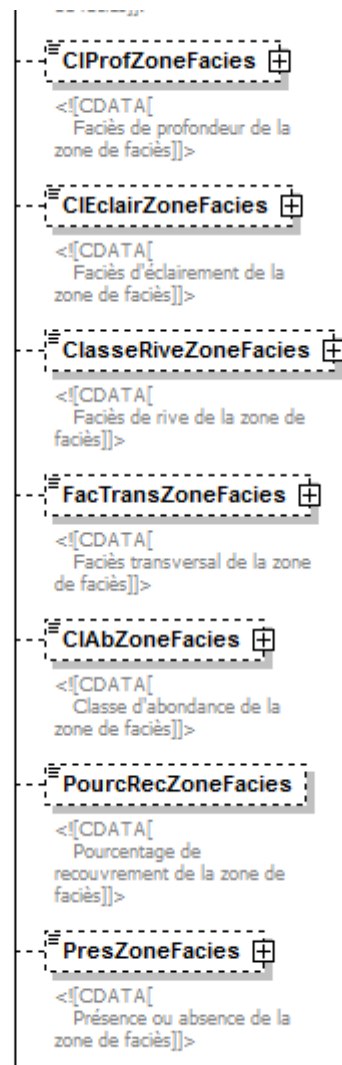 ClProfZoneFacies
<![CDATA[
Faciès de profondeur de la
zone de faciès]]>
ClEclairZoneFacies
<![CDATA[
Faciès d'éclairement de la
zone de faciès]]>
ClasseRiveZoneFacies
<![CDATA[
Faciès de rive de la zone de
faciès]]>
FacTransZoneFacies
<![CDATA[
Faciès transversal de la zone
de faciès]]>
ClAbZoneFacies
<![CDATA[
Classe d'abondance de la
zone de faciès]]>
PourcRecZoneFacies
<![CDATA[
Pourcentage de
recouvrement de la zone de
faciès]]>
PresZoneFacies
<![CDATA[
Présence ou absence de la
zone de faciès]]>